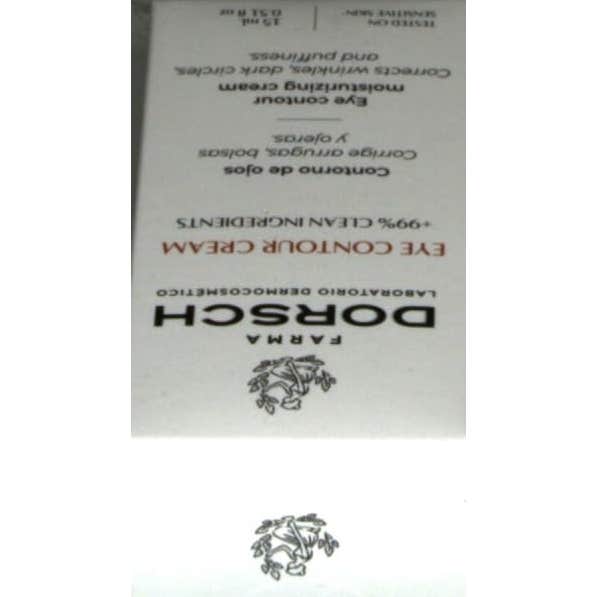 FARMA
DORSCH
LABORATORIO DERMOCOSMÉTICO
EYE CONTOUR CREAM
+99% CLEAN INGREDIENTS
Contorno de ojos
Corrige arrugas, bolsas
y ojeras.
Eye contour
moisturizing cream
Corrects wrinkles, dark circles,
and puffiness.
TESTED ON
SENSITIVE SKIN
15 ml
0.51 fl oz